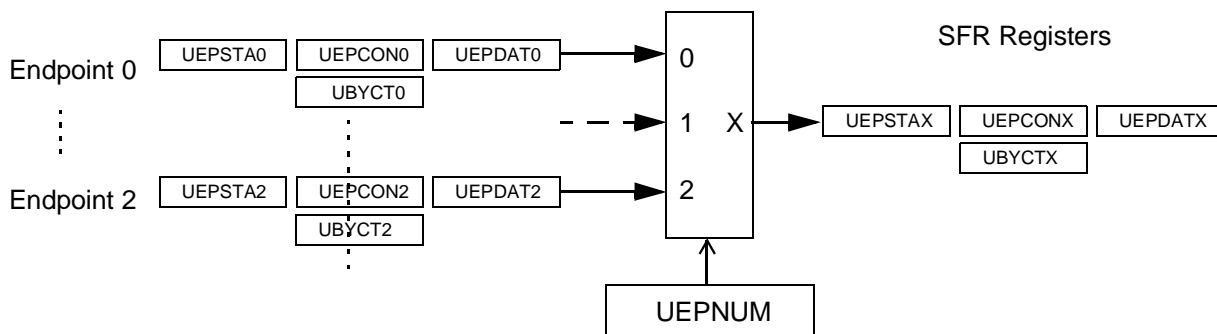 SFR Registers
Endpoint 0 UEPSTA0 UEPCON0 UEPDAT0 0
UBYCT0
1 X UEPSTAX UEPCONX UEPDATX
UBYCTX
Endpoint 2 UEPSTA2 UEPCON2 UEPDAT2 2
UBYCT2
UEPNUM